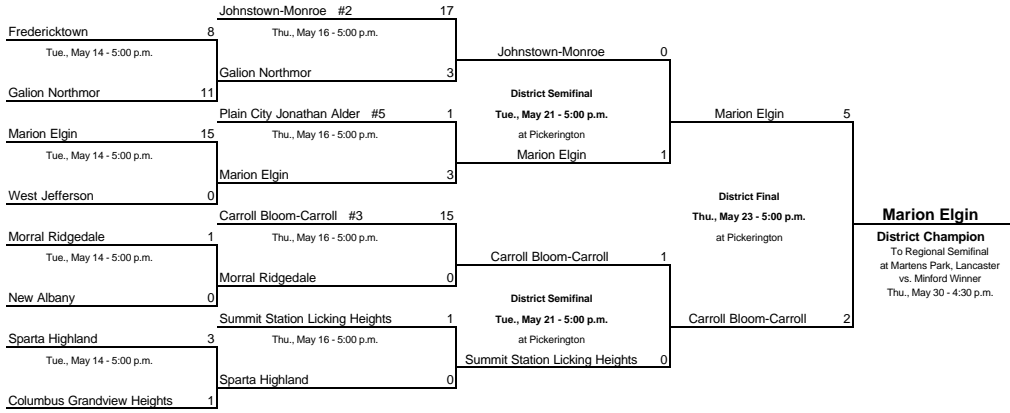 Johnstown-Monroe #2 17
Fredericktown 8
Thu., May 16 - 5:00 p.m.
Tue., May 14 - 5:00 p.m.
Johnstown-Monroe 0
Galion Northmor 3
Galion Northmor 11
District Semifinal
Plain City Jonathan Alder #5 1
Tue., May 21 - 5:00 p.m.
Marion Elgin 5
Marion Elgin 15
Thu., May 16 - 5:00 p.m.
at Pickerington
Tue., May 14 - 5:00 p.m.
Marion Elgin 1
Marion Elgin 3
West Jefferson 0
District Final
Carroll Bloom-Carroll #3 15
Thu., May 23 - 5:00 p.m.
Marion Elgin
Morral Ridgedale 1
Thu., May 16 - 5:00 p.m.
at Pickerington
District Champion
Tue., May 14 - 5:00 p.m.
Carroll Bloom-Carroll 1
To Regional Semifinal
at Martens Park, Lancaster
Morral Ridgedale 0
vs. Minford Winner
Thu., May 30 - 4:30 p.m.
New Albany 0
District Semifinal
Summit Station Licking Heights 1
Tue., May 21 - 5:00 p.m.
Carroll Bloom-Carroll 2
Sparta Highland 3
Thu., May 16 - 5:00 p.m.
at Pickerington
Tue., May 14 - 5:00 p.m.
Summit Station Licking Heights 0
Sparta Highland 0
Columbus Grandview Heights 1